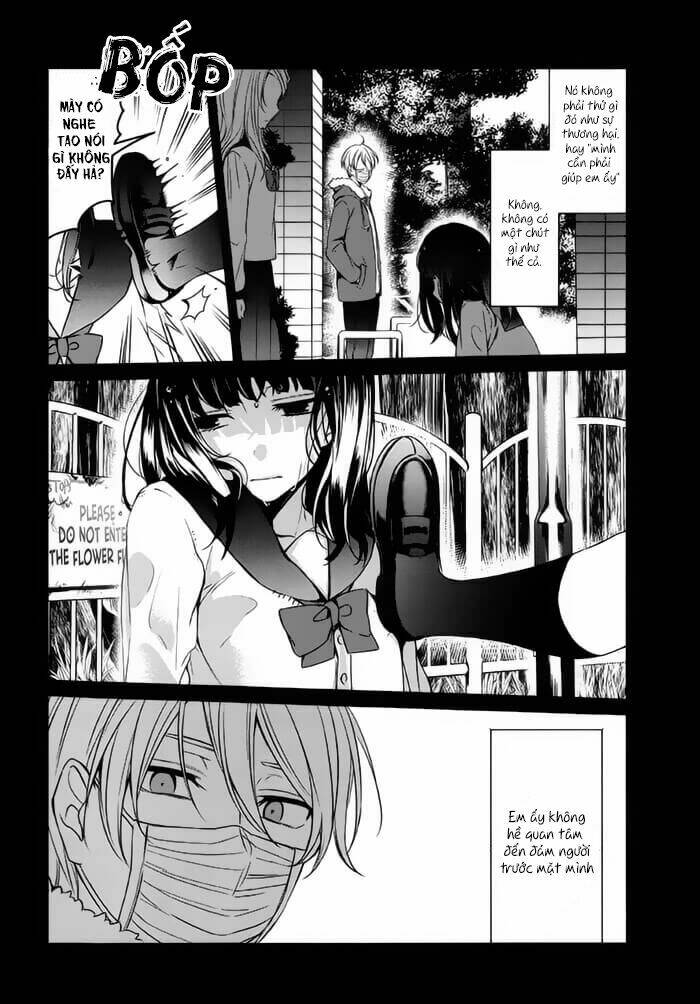 Nó không
phải thứ gì
đó như sự
thương hại,
hay "mình
cần phải
giúp em ấy"
Không,
không có
một chút
gì như
thế cả.
BỐP
MÀY CÓ
NGHE
TAO NÓI
GÌ KHÔNG
ĐẤY HẢ?
PLEASE
DO NOT ENTE
THE FLOWER
Em ấy không
hề quan tâm
đến đám người
trước mặt mình